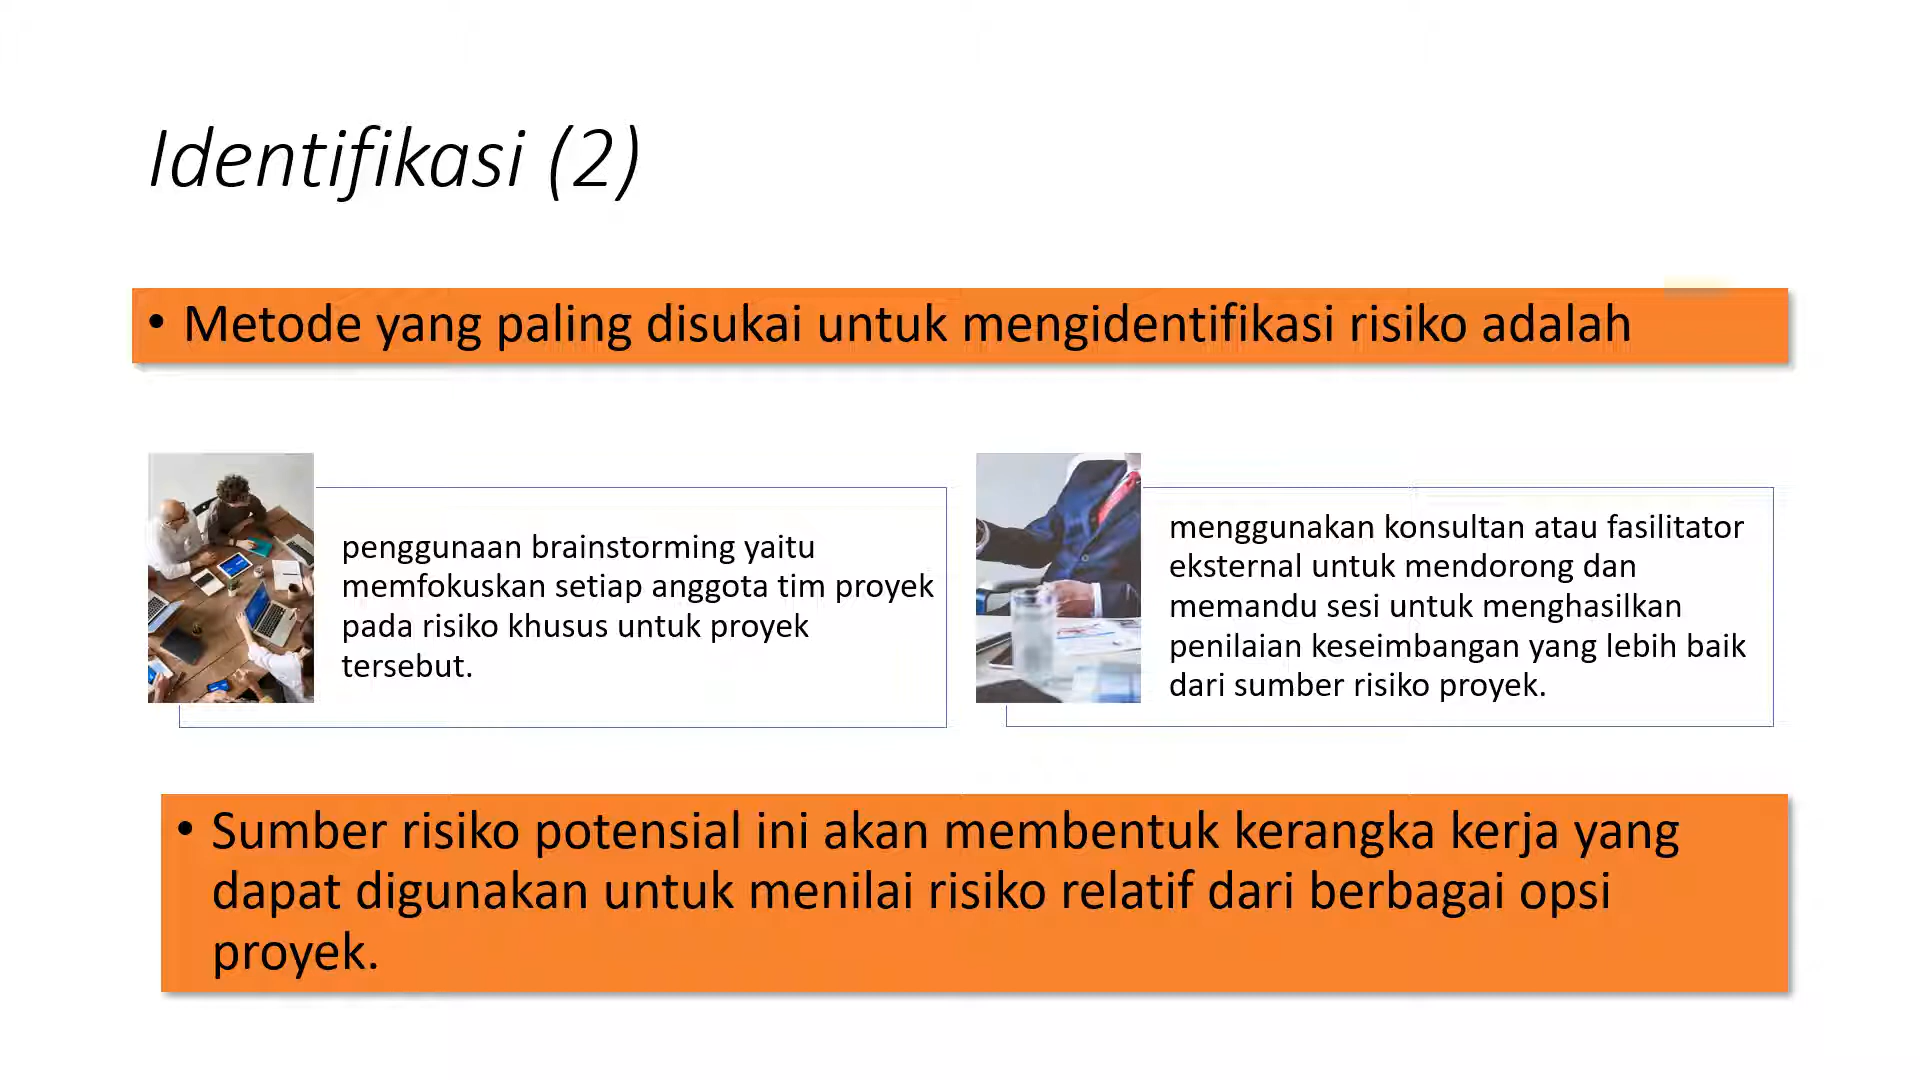 Identifikasi (2)
• Metode yang paling disukai untuk mengidentifikasi risiko adalah
penggunaan brainstorming yaitu
memfokuskan setiap anggota tim proyek
pada risiko khusus untuk proyek
tersebut.
menggunakan konsultan atau fasilitator
eksternal untuk mendorong dan
memandu sesi untuk menghasilkan
penilaian keseimbangan yang lebih baik
dari sumber risiko proyek.
• Sumber risiko potensial ini akan membentuk kerangka kerja yang
dapat digunakan untuk menilai risiko relatif dari berbagai opsi
proyek.